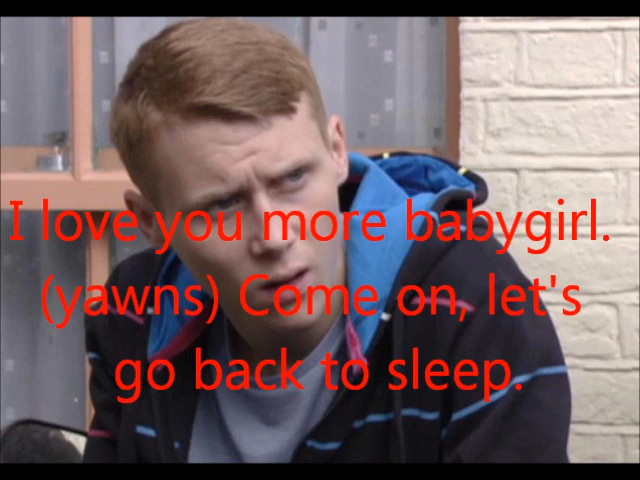 I love you more babygirl.
(yawns) Come on, let's
go back to sleep.